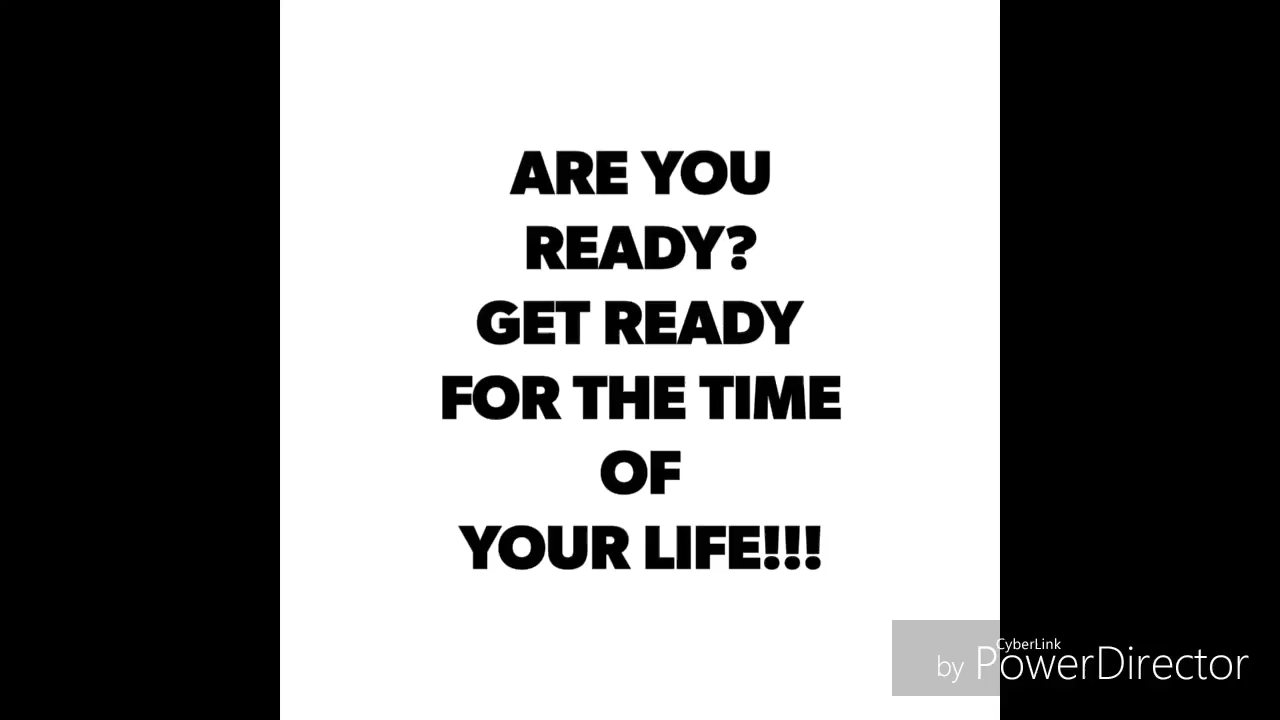 ARE YOU
READY?
GET READY
FOR THE TIME
OF
YOUR LIFE!!!
CyberLink
by PowerDirector